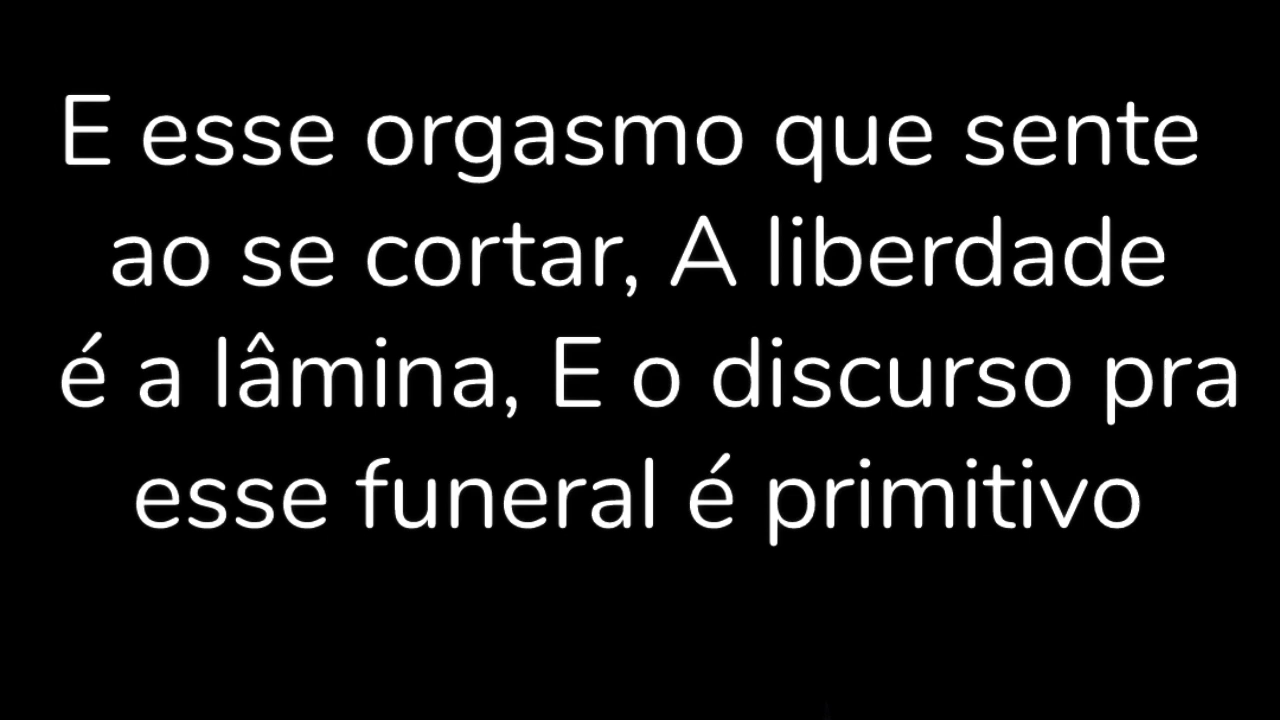 E esse orgasmo que sente
ao se cortar, A liberdade
é a lâmina, E o discurso pra
esse funeral é primitivo